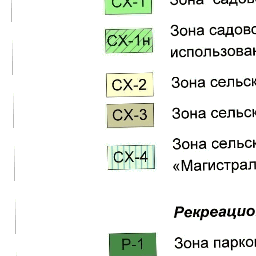 СХ-1 Зона садово
СХ-1н Зона садово
использован
СХ-2 Зона сельск
СХ-3 Зона сельск
СХ-4 Зона сельск
«Магистрал
Рекреацио
Р-1 Зона парко